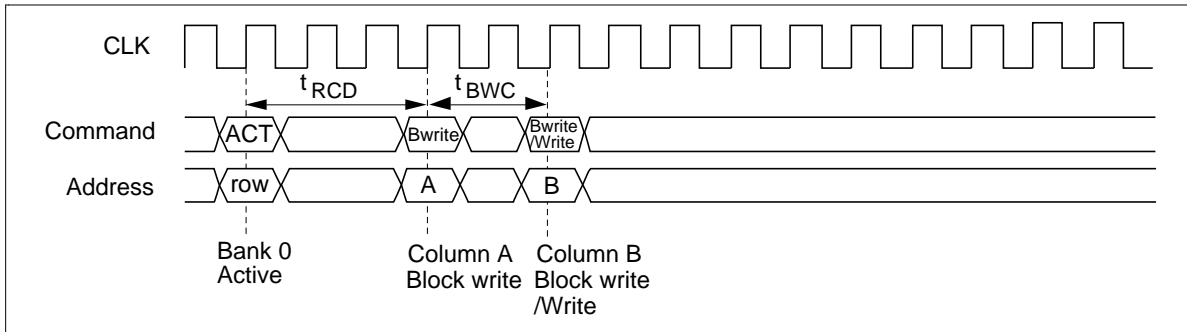 CLK
t RCD
t BWC
Command
ACT
Bwrite
Bwrite
/Write
Address
row
A
B
Bank 0
Active
Column A
Block write
Column B
Block write
/Write